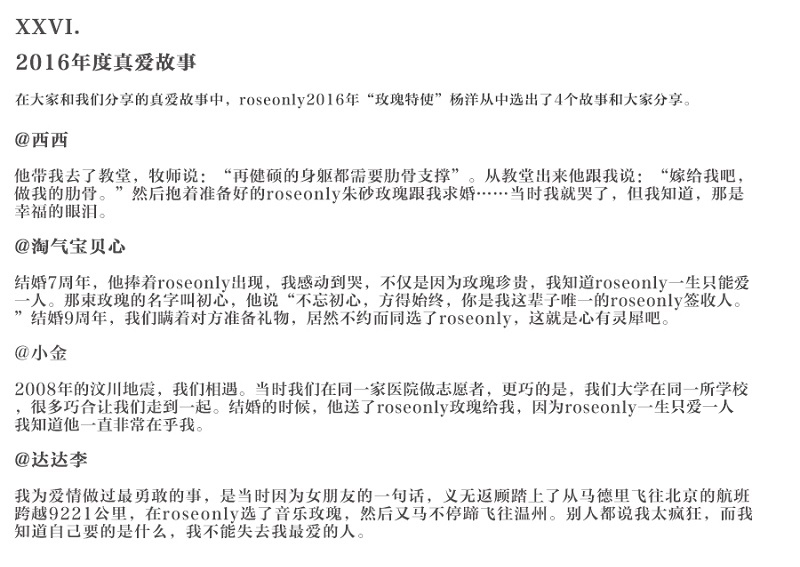 XXVI.
2016年度真爱故事
在大家和我们分享的真爱故事中，roseonly2016年“玫瑰特使”杨洋从中选出了4个故事和大家分享。
@西西
他带我去了教堂，牧师说：“再健硕的身躯都需要肋骨支撑”。从教堂出来他跟我说：“嫁给我吧，
做我的肋骨。”然后抱着准备好的roseonly朱砂玫瑰跟我求婚……当时我就哭了，但我知道，那是
幸福的眼泪。
@淘气宝贝心
结婚7周年，他捧着roseonly出现，我感动到哭，不仅是因为玫瑰珍贵，我知道roseonly一生只能爱
一人。那束玫瑰的名字叫初心，他说“不忘初心，方得始终，你是我这辈子唯一的roseonly签收人。
”结婚9周年，我们瞒着对方准备礼物，居然不约而同选了roseonly，这就是心有灵犀吧。
@小金
2008年的汶川地震，我们相遇。当时我们在同一家医院做志愿者，更巧的是，我们大学在同一所学校
，很多巧合让我们走到一起。结婚的时候，他送了roseonly玫瑰给我，因为roseonly一生只爱一人
我知道他一直非常在乎我。
@达达李
我为爱情做过最勇敢的事，是当时因为女朋友的一句话，义无返顾踏上了从马德里飞往北京的航班
跨越9221公里，在roseonly选了音乐玫瑰，然后又马不停蹄飞往温州。别人都说我太疯狂，而我
知道自己要的是什么，我不能失去我最爱的人。